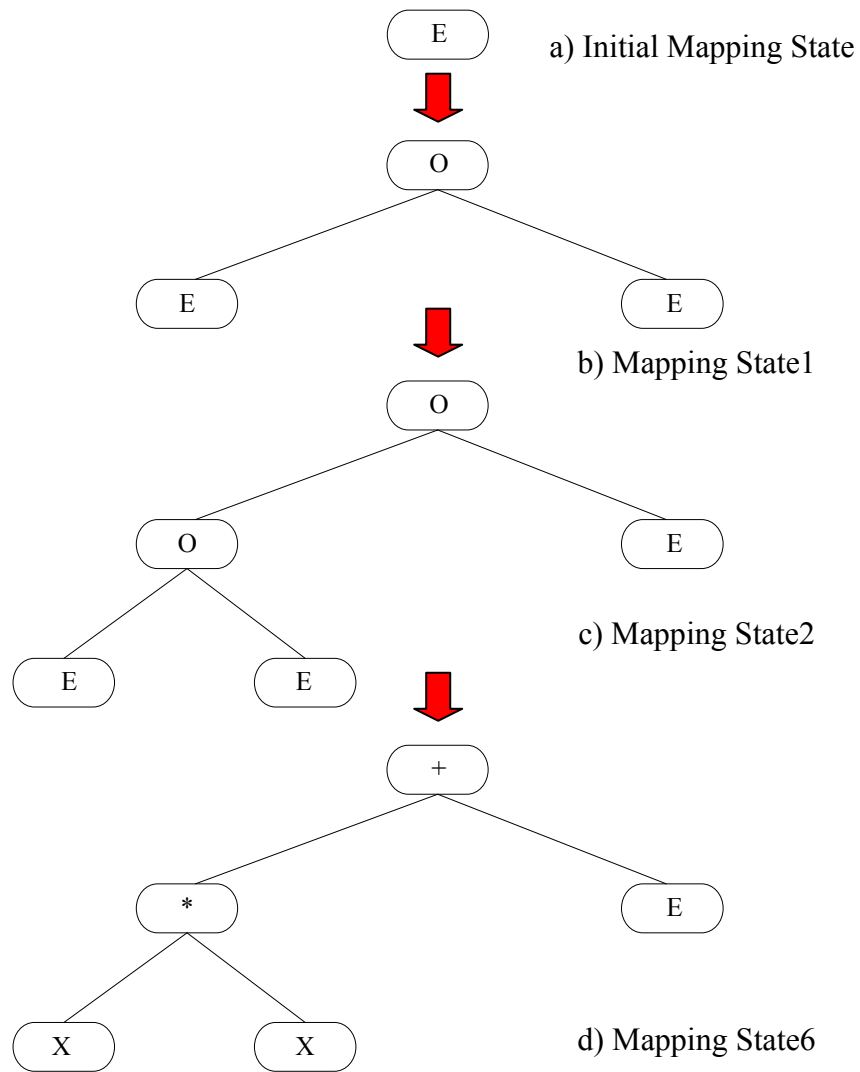 E
a) Initial Mapping State
O
E E
b) Mapping State1
O
O E
c) Mapping State2
E E
+
* E
X X
d) Mapping State6